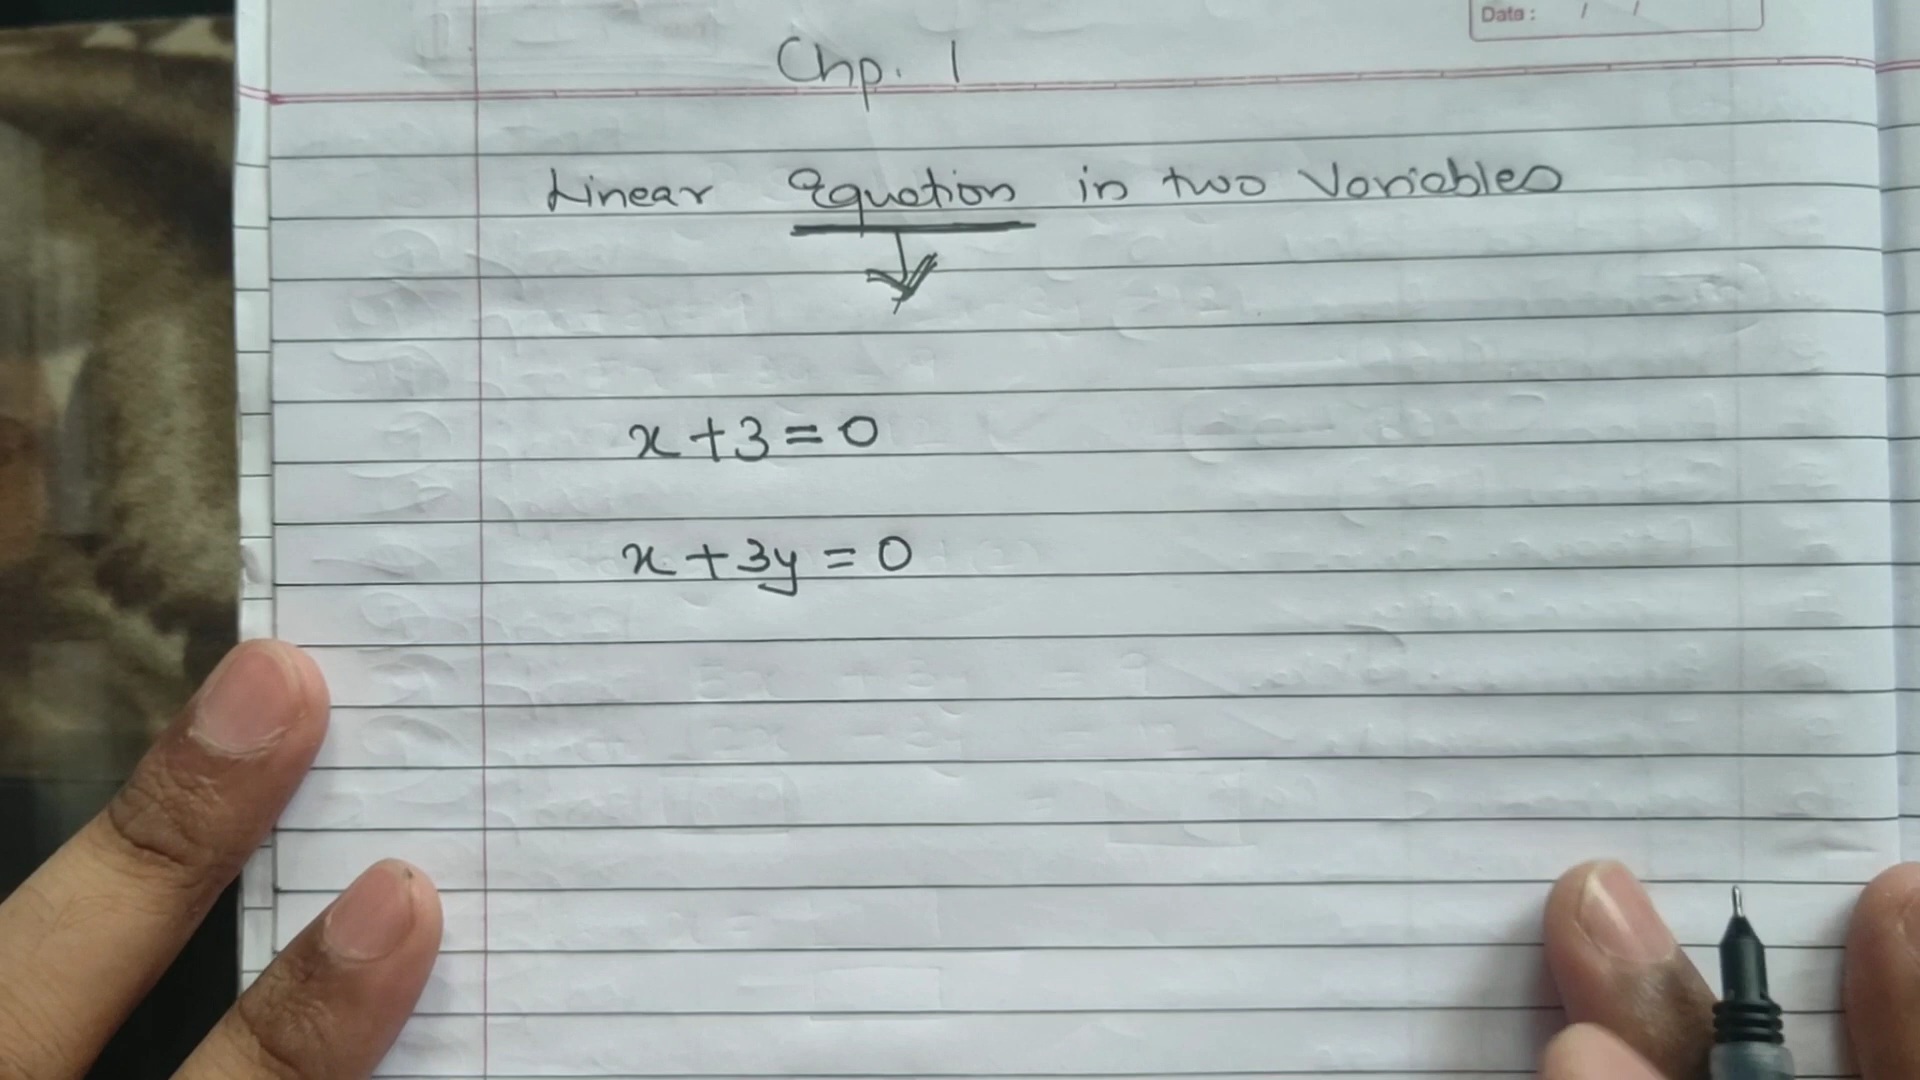 Date : / /
Chp. 1
Linear Equation in two Variables
x + 3 = 0
x + 3y = 0